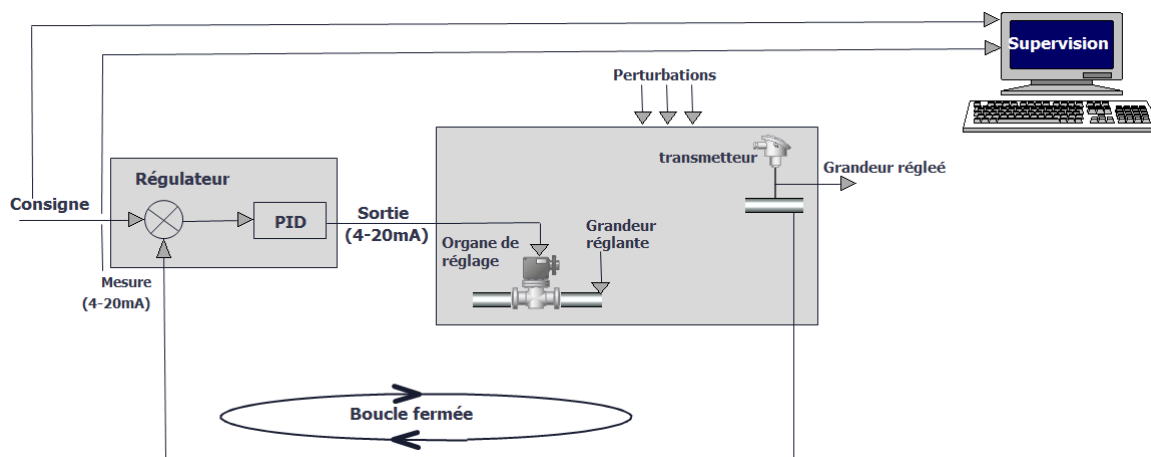 Supervision
Perturbations
transmetteur
Grandeur régleé
Régulateur
Consigne
PID
Sortie
(4-20mA)
Organe de
réglage
Grandeur
réglante
Mesure
(4-20mA)
Boucle fermée